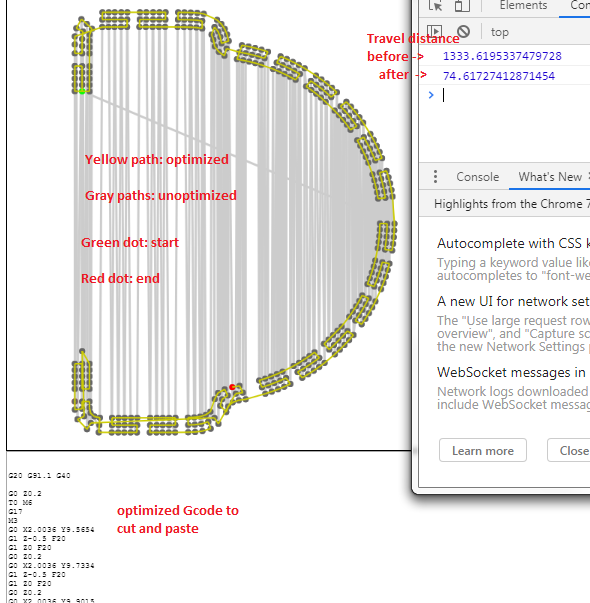 Elements
Con
top
Travel distance
before -> 1333.6195337479728
after -> 74.61727412871454
Yellow path: optimized
Gray paths: unoptimized
Green dot: start
Red dot: end
Console
What's New
Highlights from the Chrome 7
Autocomplete with CSS k
Typing a keyword value like
autocompletes to "font-we
A new UI for network set
The "Use large request row
overview", and "Capture sc
the new Network Settings p
WebSocket messages in
Network logs downloaded
include WebSocket messag
Learn more
Close
optimized Gcode to
cut and paste
G20 G91.1 G40
G0 Z0.2
T0 M6
G17
M3
G0 X2.0036 Y9.5654
G1 Z-0.5 F20
G1 Z0 F20
G0 Z0.2
G0 X2.0036 Y9.7334
G1 Z-0.5 F20
G1 Z0 F20
G0 Z0.2
G0 X2.0036 Y9.9015